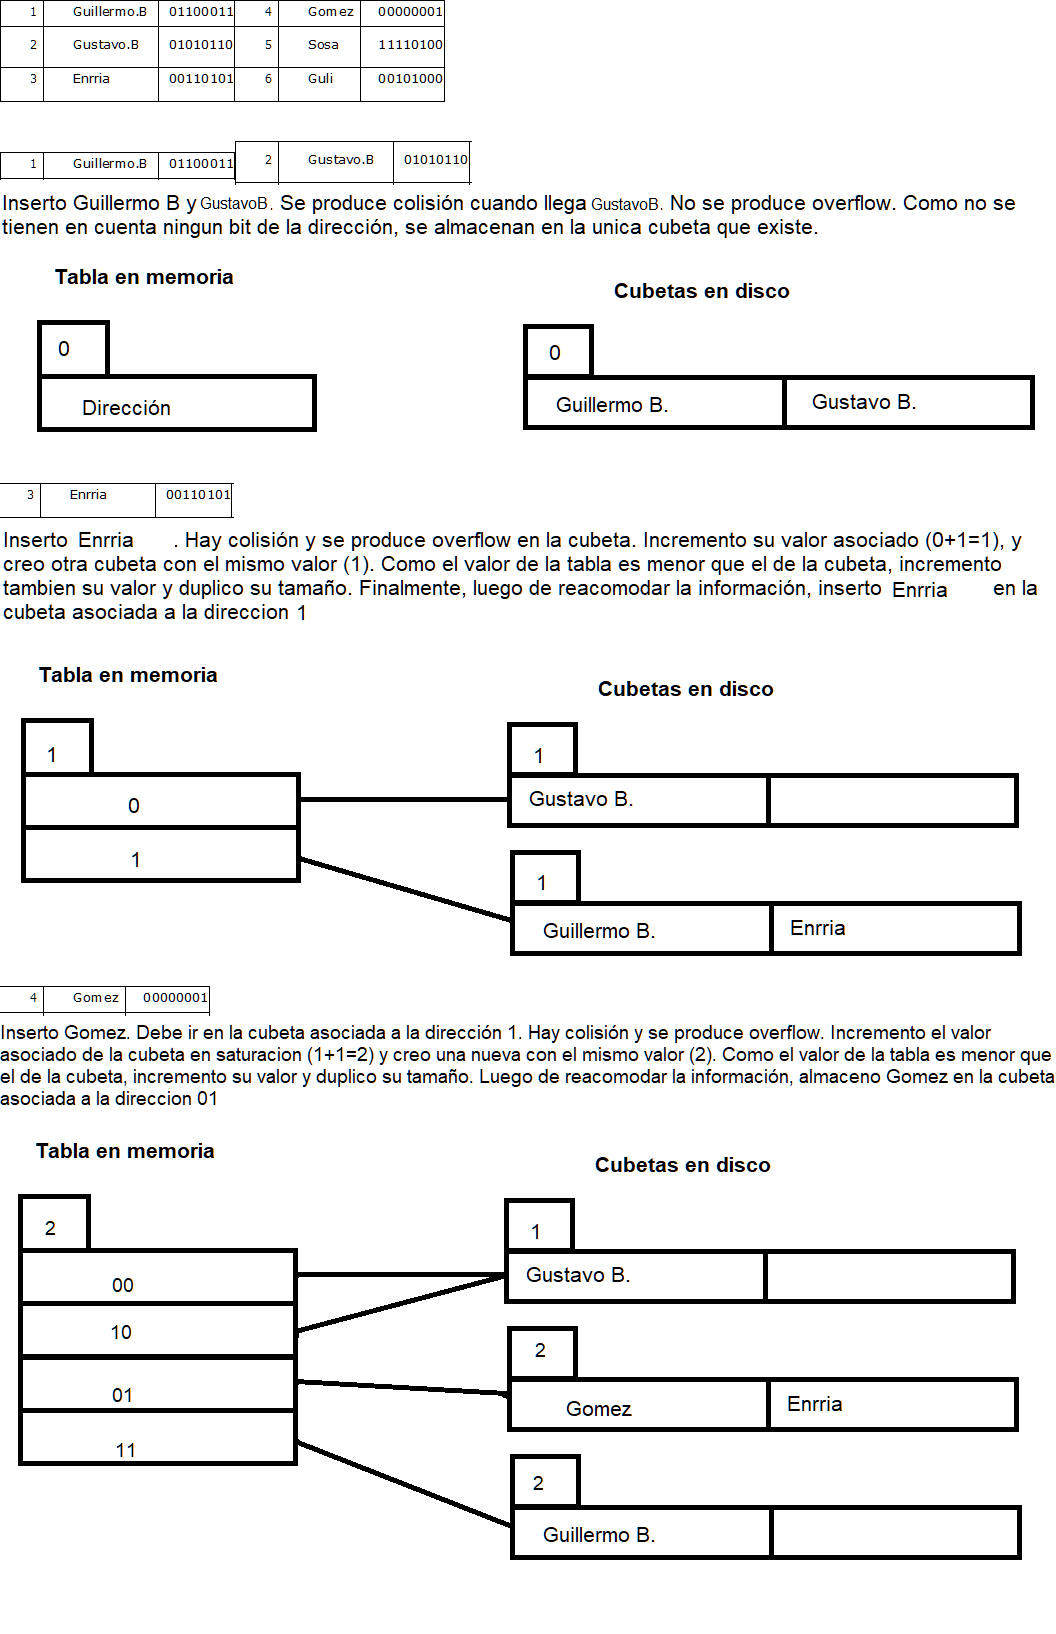 1 Guillermo.B 01100011 4 Gomez 00000001
2 Gustavo.B 01010110 5 Sosa 11110100
3 Enrria 00110101 6 Guli 00101000
1 Guillermo.B 01100011 2 Gustavo.B 01010110
Inserto Guillermo B y GustavoB. Se produce colisión cuando llega GustavoB. No se produce overflow. Como no se
tienen en cuenta ningun bit de la dirección, se almacenan en la unica cubeta que existe.
Tabla en memoria
Cubetas en disco
0
0
Dirección
Guillermo B. Gustavo B.
3 Enrria 00110101
Inserto Enrria . Hay colisión y se produce overflow en la cubeta. Incremento su valor asociado (0+1=1), y
creo otra cubeta con el mismo valor (1). Como el valor de la tabla es menor que el de la cubeta, incremento
tambien su valor y duplico su tamaño. Finalmente, luego de reacomodar la información, inserto Enrria en la
cubeta asociada a la direccion 1
Tabla en memoria
Cubetas en disco
1
1
0
Gustavo B.
1
1
Guillermo B. Enrria
4 Gomez 00000001
Inserto Gomez. Debe ir en la cubeta asociada a la dirección 1. Hay colisión y se produce overflow. Incremento el valor
asociado de la cubeta en saturacion (1+1=2) y creo una nueva con el mismo valor (2). Como el valor de la tabla es menor que
el de la cubeta, incremento su valor y duplico su tamaño. Luego de reacomodar la información, almaceno Gomez en la cubeta
asociada a la direccion 01
Tabla en memoria
Cubetas en disco
2
1
00
Gustavo B.
10
2
01
Gomez Enrria
11
2
Guillermo B.